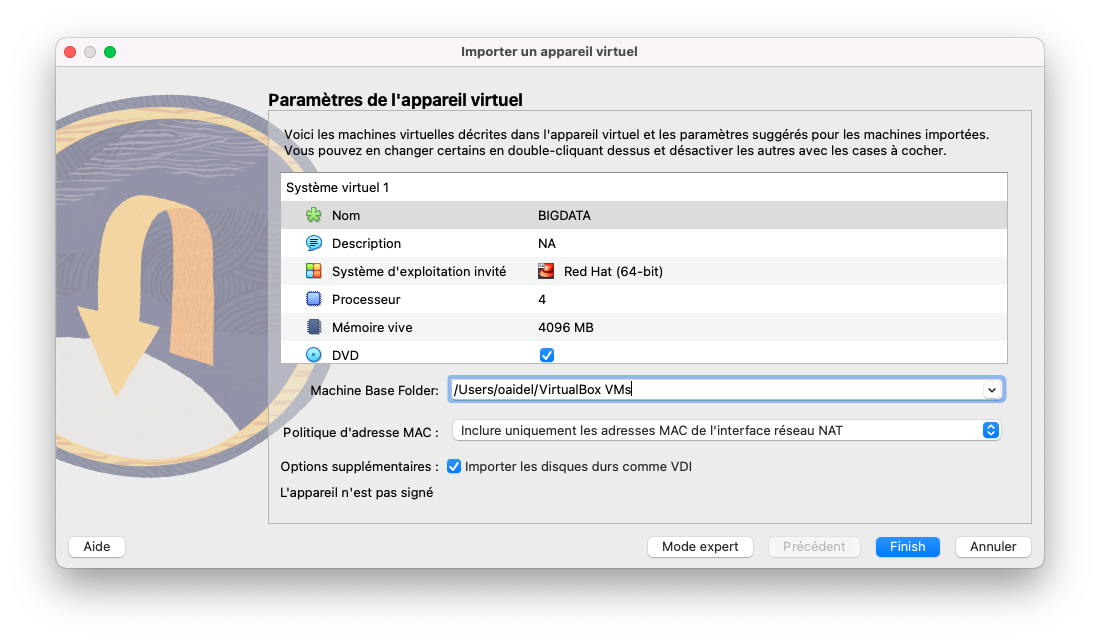 Importer un appareil virtuel
Paramètres de l'appareil virtuel
Voici les machines virtuelles décrites dans l'appareil virtuel et les paramètres suggérés pour les machines importées.
Vous pouvez en changer certains en double-cliquant dessus et désactiver les autres avec les cases à cocher.
Système virtuel 1
Nom BIGDATA
Description NA
Système d'exploitation invité Red Hat (64-bit)
Processeur 4
Mémoire vive 4096 MB
DVD
Machine Base Folder: /Users/oaidel/VirtualBox VMs
Politique d'adresse MAC : Inclure uniquement les adresses MAC de l'interface réseau NAT
Options supplémentaires : Importer les disques durs comme VDI
L'appareil n'est pas signé
Aide Mode expert Précédent Finish Annuler